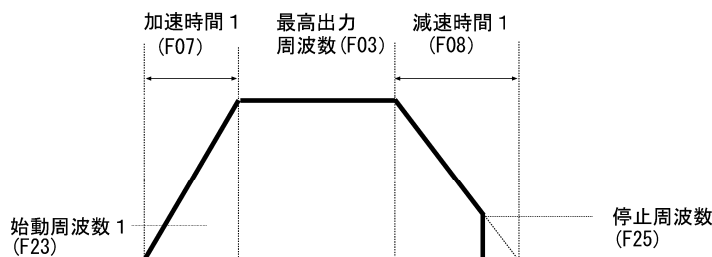 加速時間１
(F07)
最高出力
周波数(F03)
減速時間１
(F08)
始動周波数１
(F23)
停止周波数
(F25)